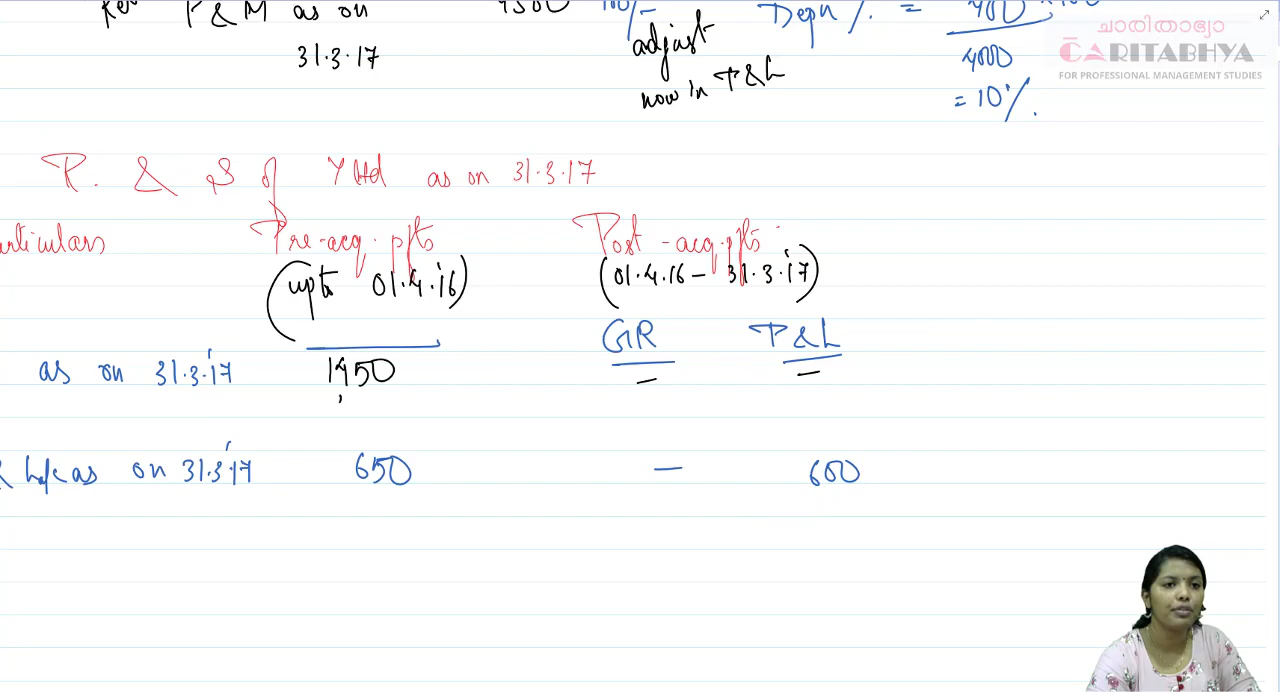 P & M as on
31.3.17
adjust
now in P&L
Depn %. =
4000
= 10%.
ചാരിതാഭ്യാ
CARITABHYA
FOR PROFESSIONAL MANAGEMENT STUDIES
R. & S of Y ltd as on 31.3.17
articulars Pre-acq. pfts Post-acq. pfts
(upto 01.4.16) (01.4.16 - 31.3.17)
GR P&L
as on 31.3.17 1450 — —
as on 31.3.17 650 — 600